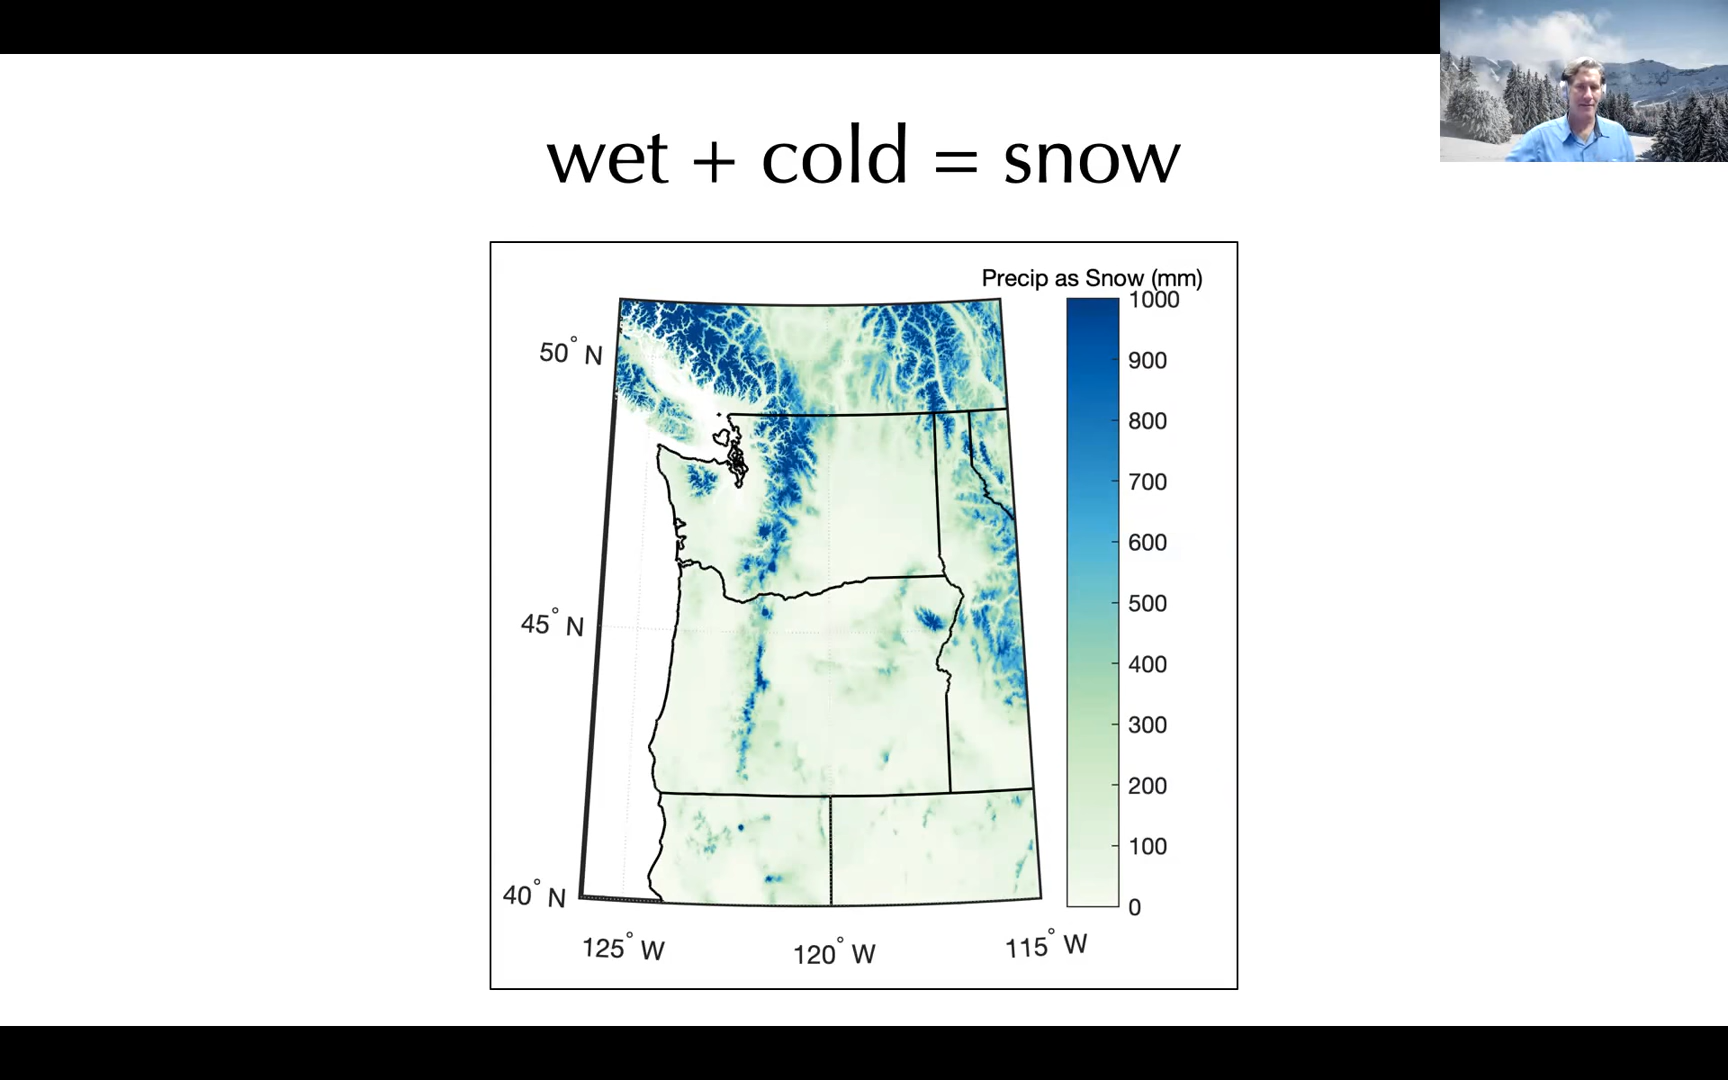 wet + cold = snow
Precip as Snow (mm)
1000
900
800
700
600
500
400
300
200
100
0
50° N
45° N
40° N
125° W
120° W
115° W